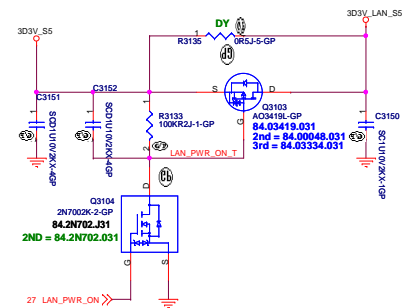 3D3V_S5
3D3V_LAN_S5
DY
R3135
1
0R5J-5-GP
C3151
SCD1U10V2KX-4GP
C3152
SCD1U10V2KX-4GP
1
R3133
100KR2J-1-GP
2
S
D
G
Q3103
AO3419L-GP
84.03419.031
2nd = 84.00048.031
3rd = 84.03334.031
C3150
SC1U10V2KX-1GP
LAN_PWR_ON_T
D
Q3104
2N7002K-2-GP
84.2N702.J31
2ND = 84.2N702.031
G
S
27 LAN_PWR_ON